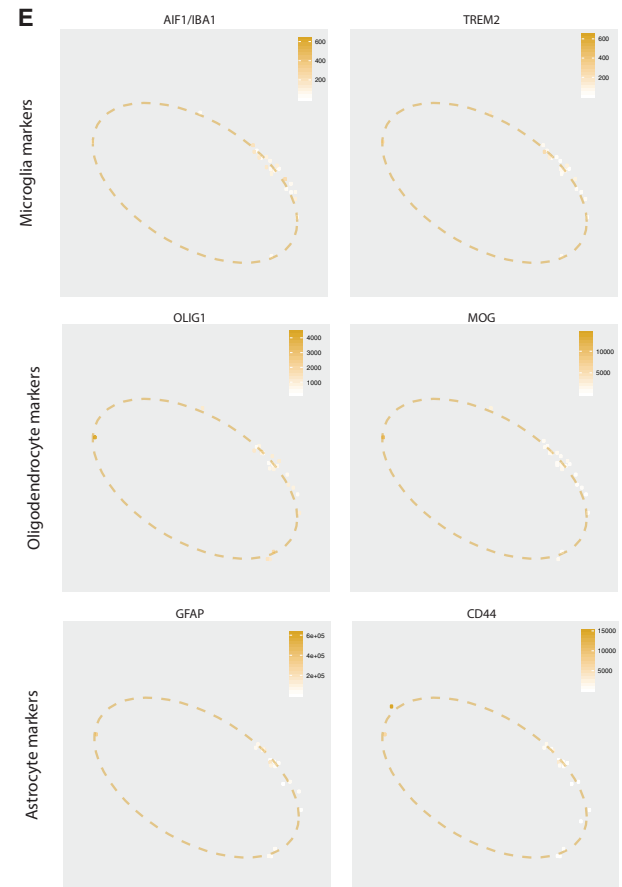 E
AIF1/IBA1
TREM2
600
400
200
600
400
200
Microglia markers
OLIG1
MOG
4000
3000
2000
1000
10000
5000
Oligodendrocyte markers
GFAP
CD44
6e+05
4e+05
2e+05
15000
10000
5000
Astrocyte markers